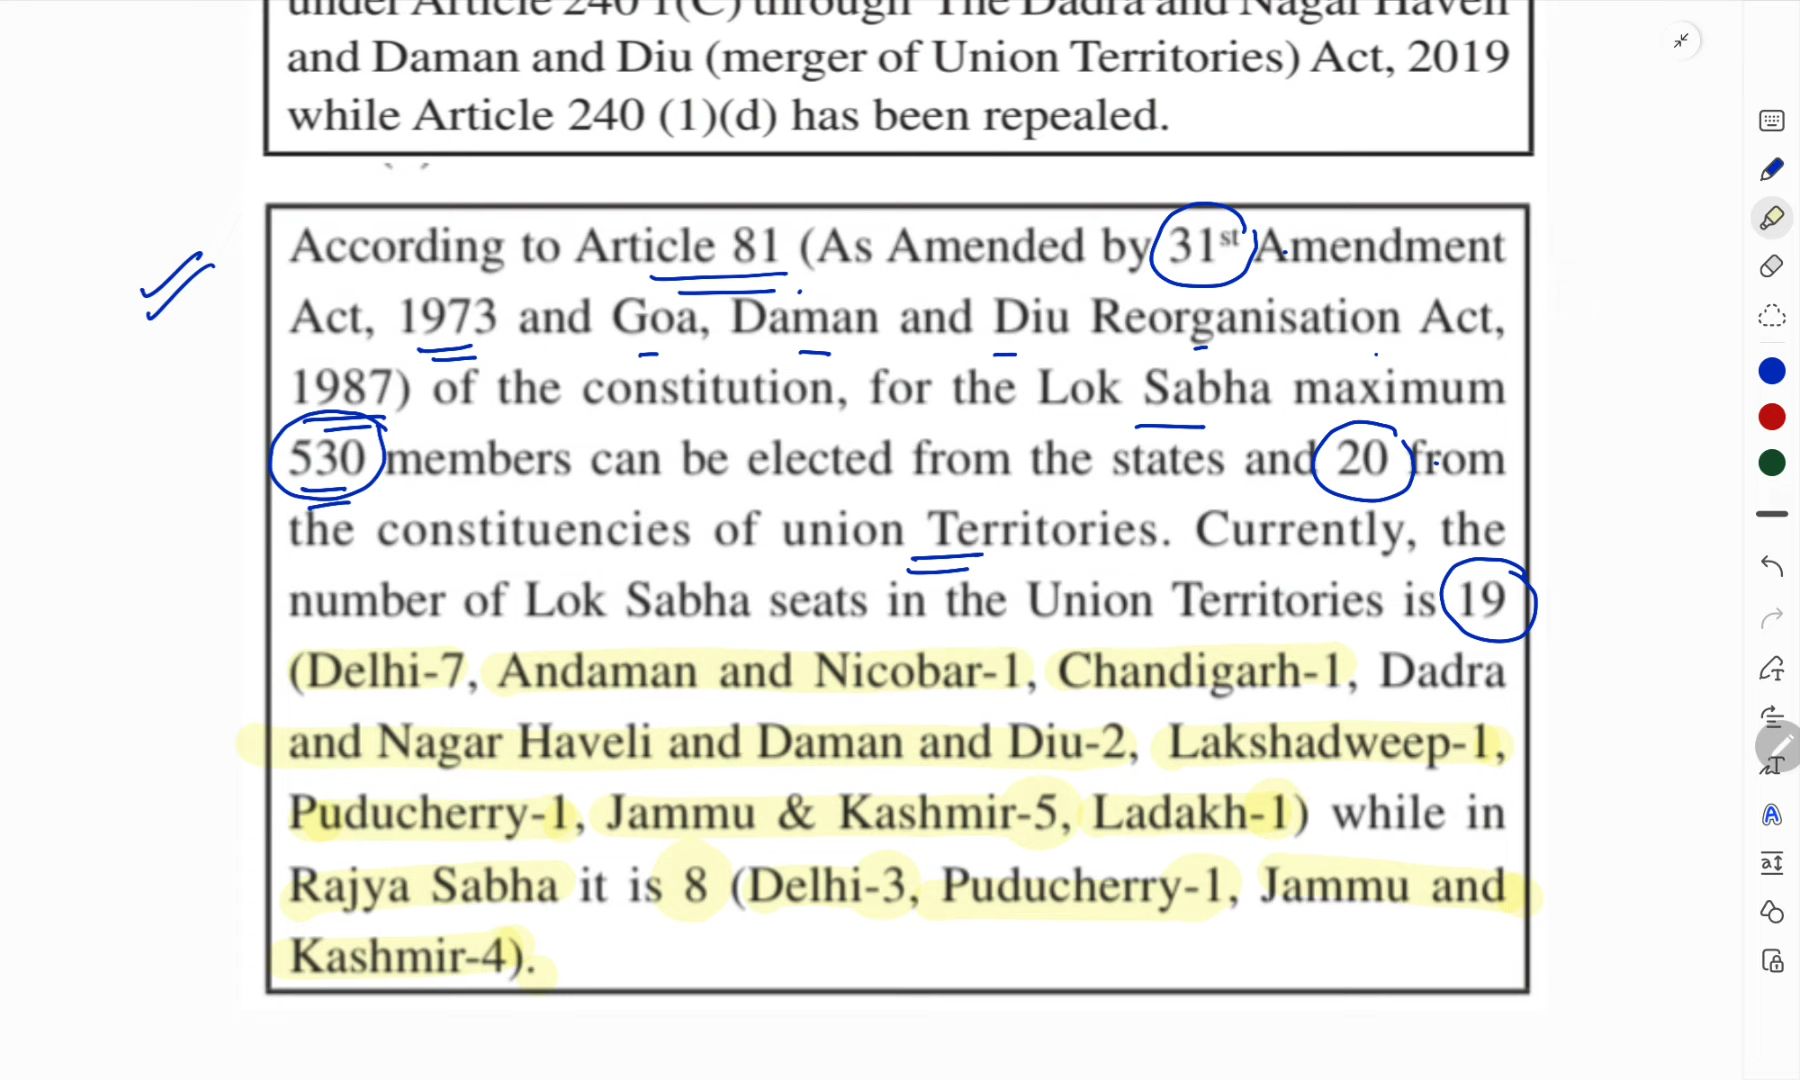 under Article 240 1(C) through "The Dadra and Nagar Haveli
and Daman and Diu (merger of Union Territories) Act, 2019
while Article 240 (1)(d) has been repealed.
According to Article 81 (As Amended by 31st Amendment
Act, 1973 and Goa, Daman and Diu Reorganisation Act,
1987) of the constitution, for the Lok Sabha maximum
530 members can be elected from the states and 20 from
the constituencies of union Territories. Currently, the
number of Lok Sabha seats in the Union Territories is 19
(Delhi-7, Andaman and Nicobar-1, Chandigarh-1, Dadra
and Nagar Haveli and Daman and Diu-2, Lakshadweep-1,
Puducherry-1, Jammu & Kashmir-5, Ladakh-1) while in
Rajya Sabha it is 8 (Delhi-3, Puducherry-1, Jammu and
Kashmir-4).